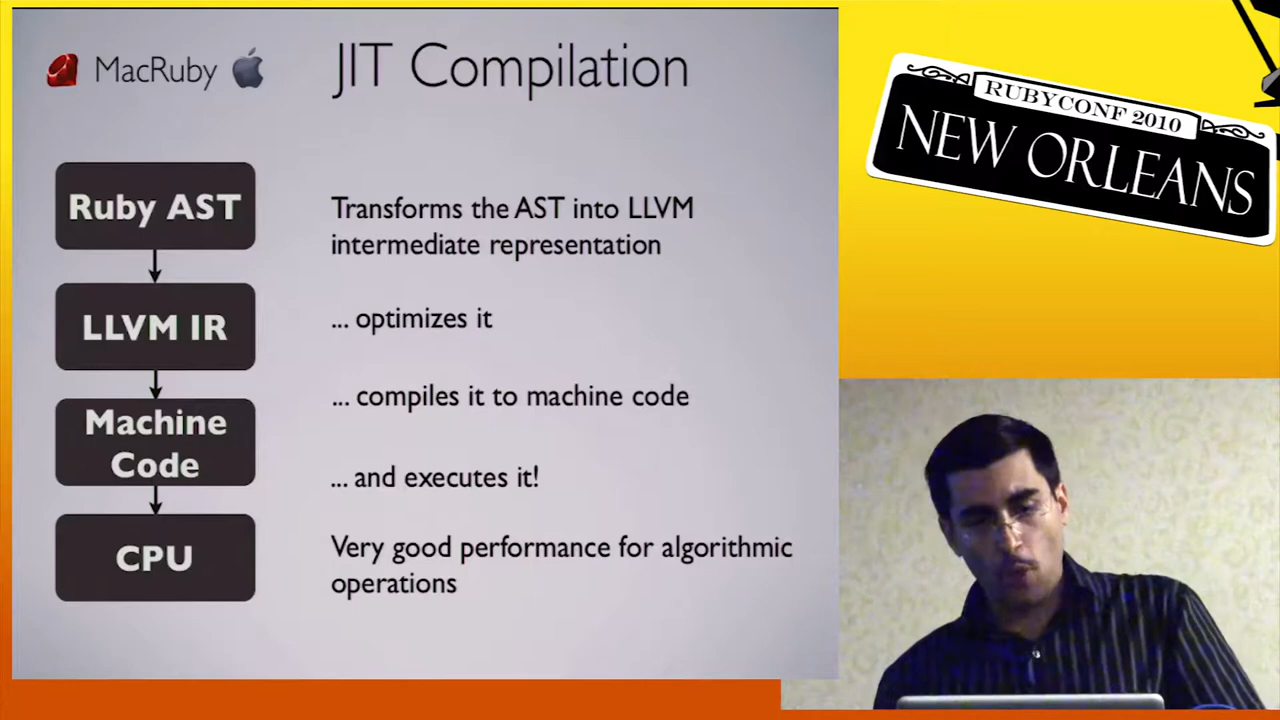 MacRuby
JIT Compilation
Ruby AST
LLVM IR
Machine
Code
CPU
Transforms the AST into LLVM
intermediate representation
... optimizes it
... compiles it to machine code
... and executes it!
Very good performance for algorithmic
operations
RUBYCONF 2010
NEW ORLEANS